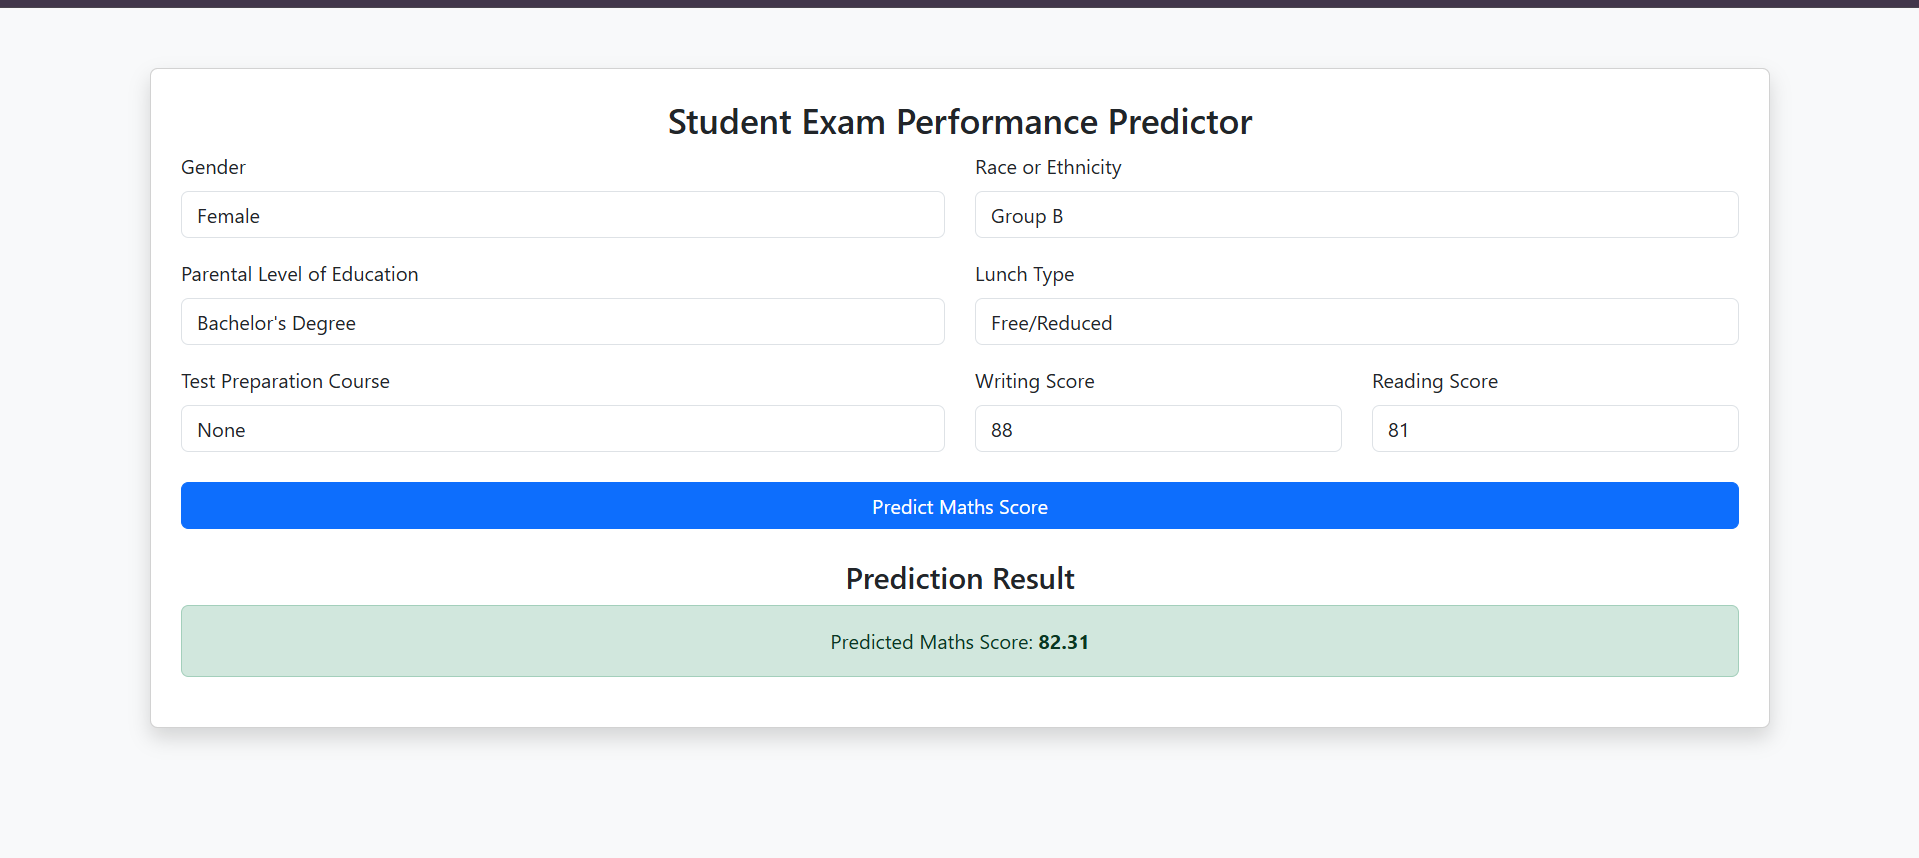 Student Exam Performance Predictor
Gender
Race or Ethnicity
Female
Group B
Parental Level of Education
Lunch Type
Bachelor's Degree
Free/Reduced
Test Preparation Course
Writing Score
Reading Score
None
88
81
Predict Maths Score
Prediction Result
Predicted Maths Score: 82.31